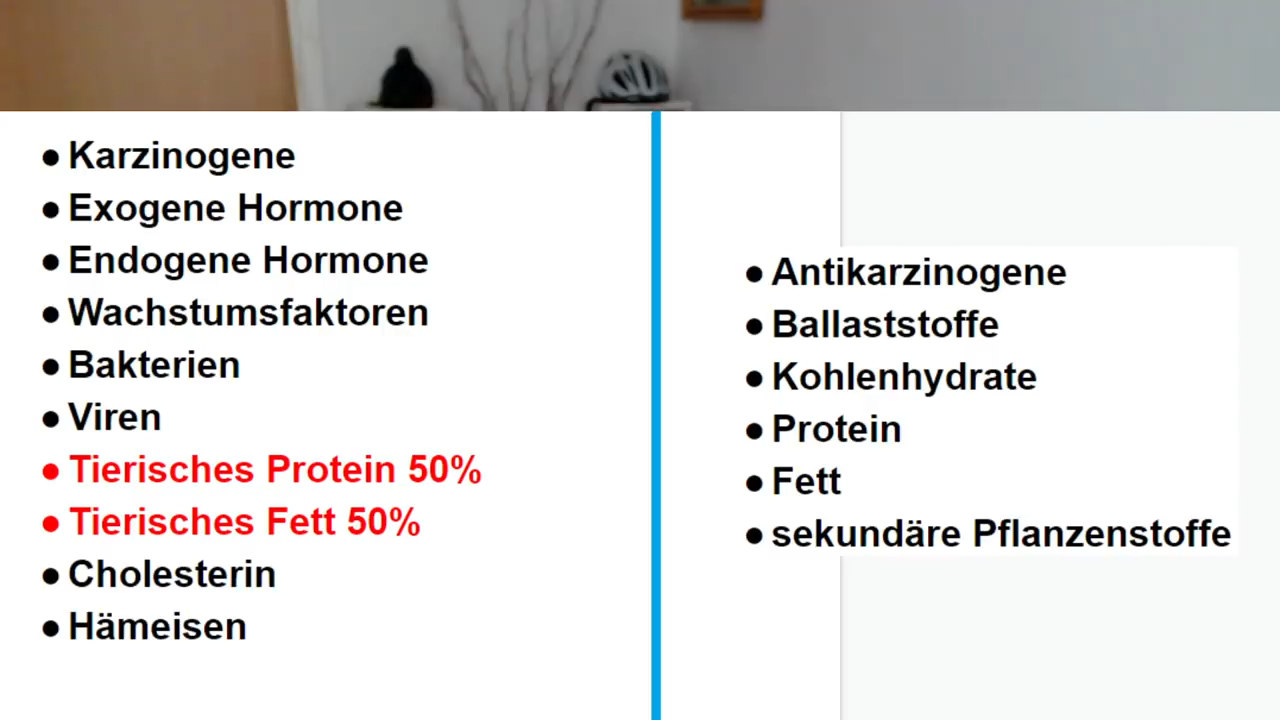 ● Karzinogene
● Exogene Hormone
● Endogene Hormone
● Wachstumsfaktoren
● Bakterien
● Viren
● Tierisches Protein 50%
● Tierisches Fett 50%
● Cholesterin
● Hämeisen
● Antikarzinogene
● Ballaststoffe
● Kohlenhydrate
● Protein
● Fett
● sekundäre Pflanzenstoffe